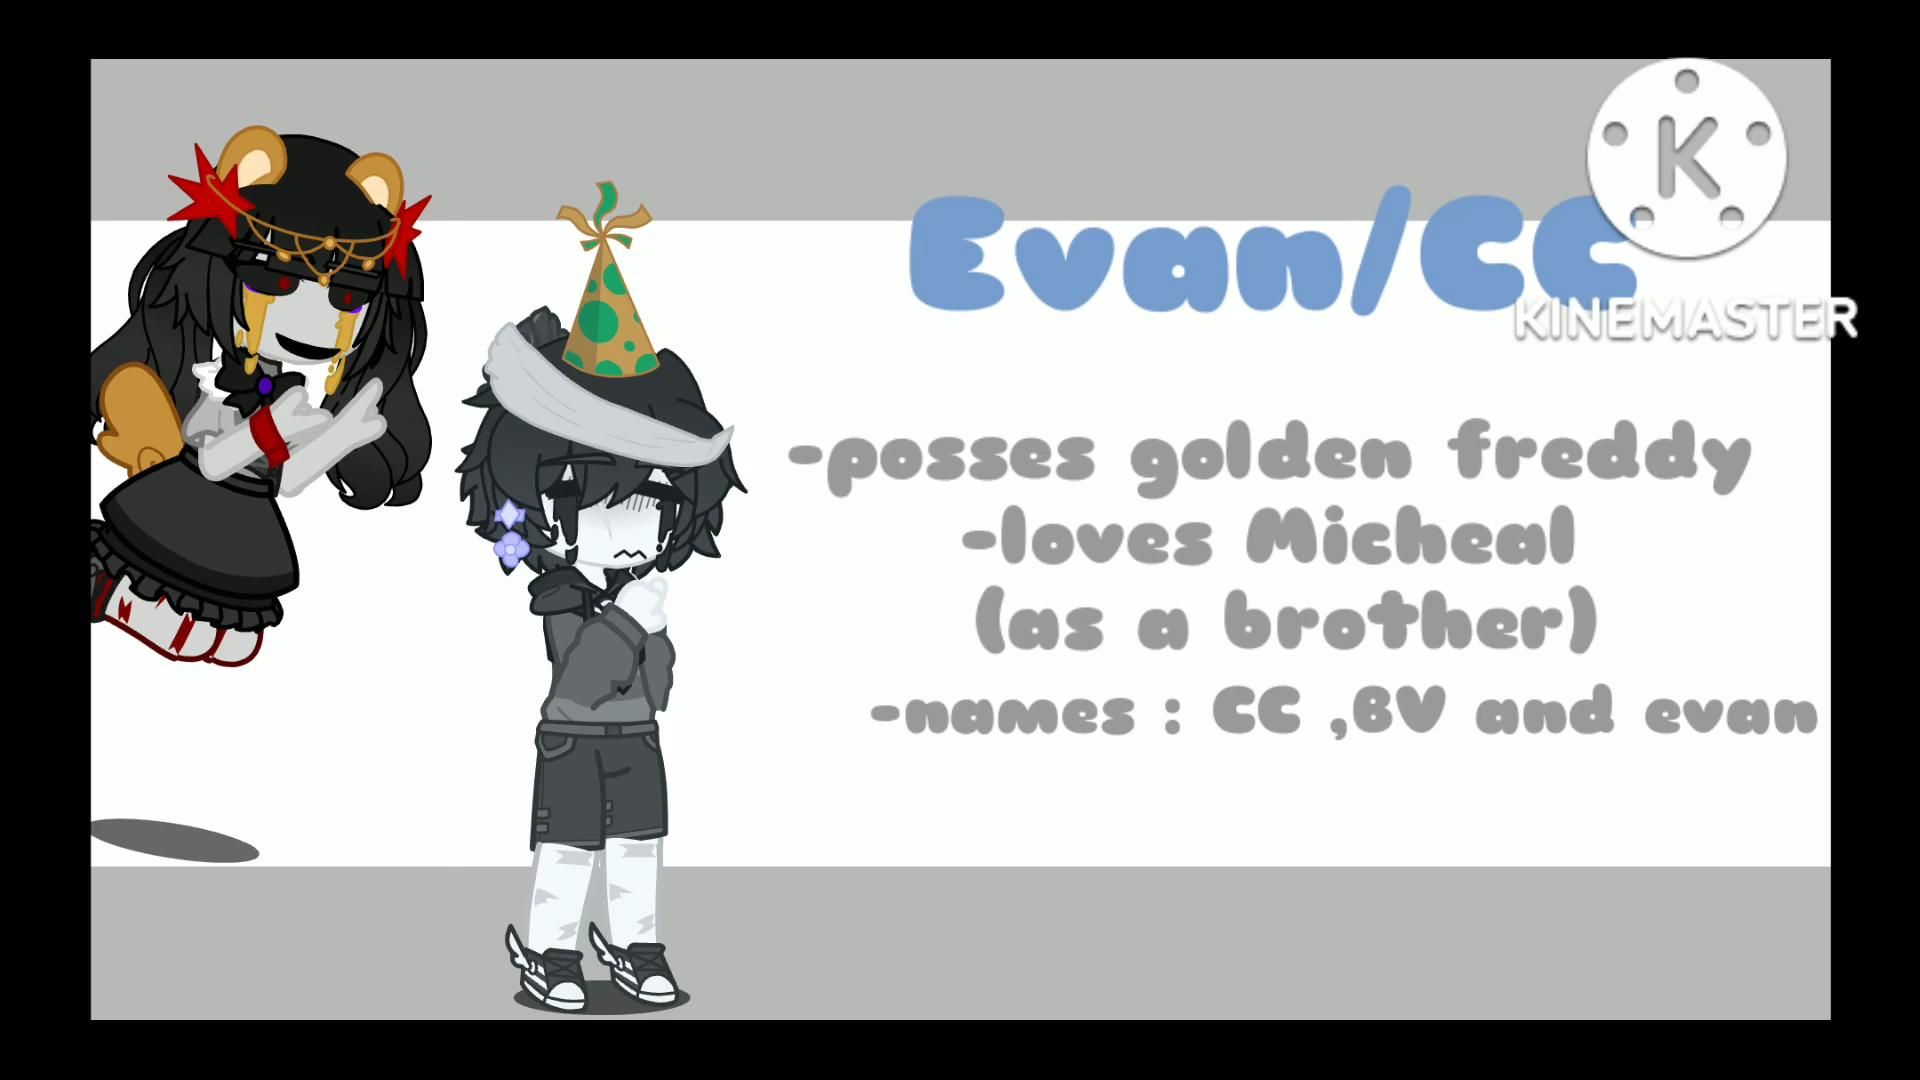 Evan/CC
K
KINEMASTER
-posses golden freddy
-loves Micheal
(as a brother)
-names : CC ,BV and evan